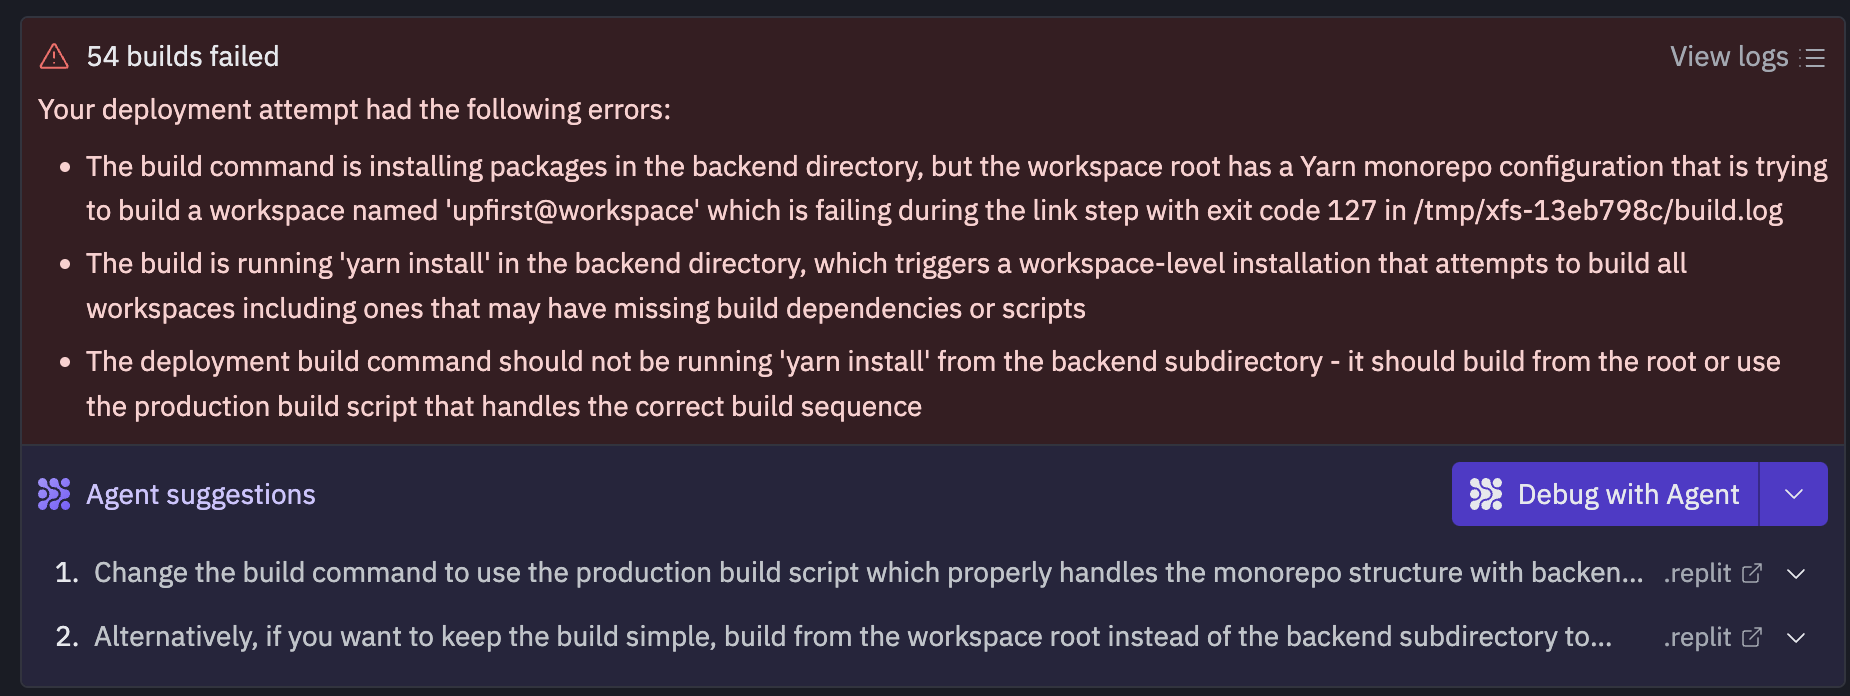 54 builds failed
View logs
Your deployment attempt had the following errors:
• The build command is installing packages in the backend directory, but the workspace root has a Yarn monorepo configuration that is trying
to build a workspace named 'upfirst@workspace' which is failing during the link step with exit code 127 in /tmp/xfs-13eb798c/build.log
• The build is running 'yarn install' in the backend directory, which triggers a workspace-level installation that attempts to build all
workspaces including ones that may have missing build dependencies or scripts
• The deployment build command should not be running 'yarn install' from the backend subdirectory - it should build from the root or use
the production build script that handles the correct build sequence
Agent suggestions
Debug with Agent
1. Change the build command to use the production build script which properly handles the monorepo structure with backen... .replit
2. Alternatively, if you want to keep the build simple, build from the workspace root instead of the backend subdirectory to... .replit